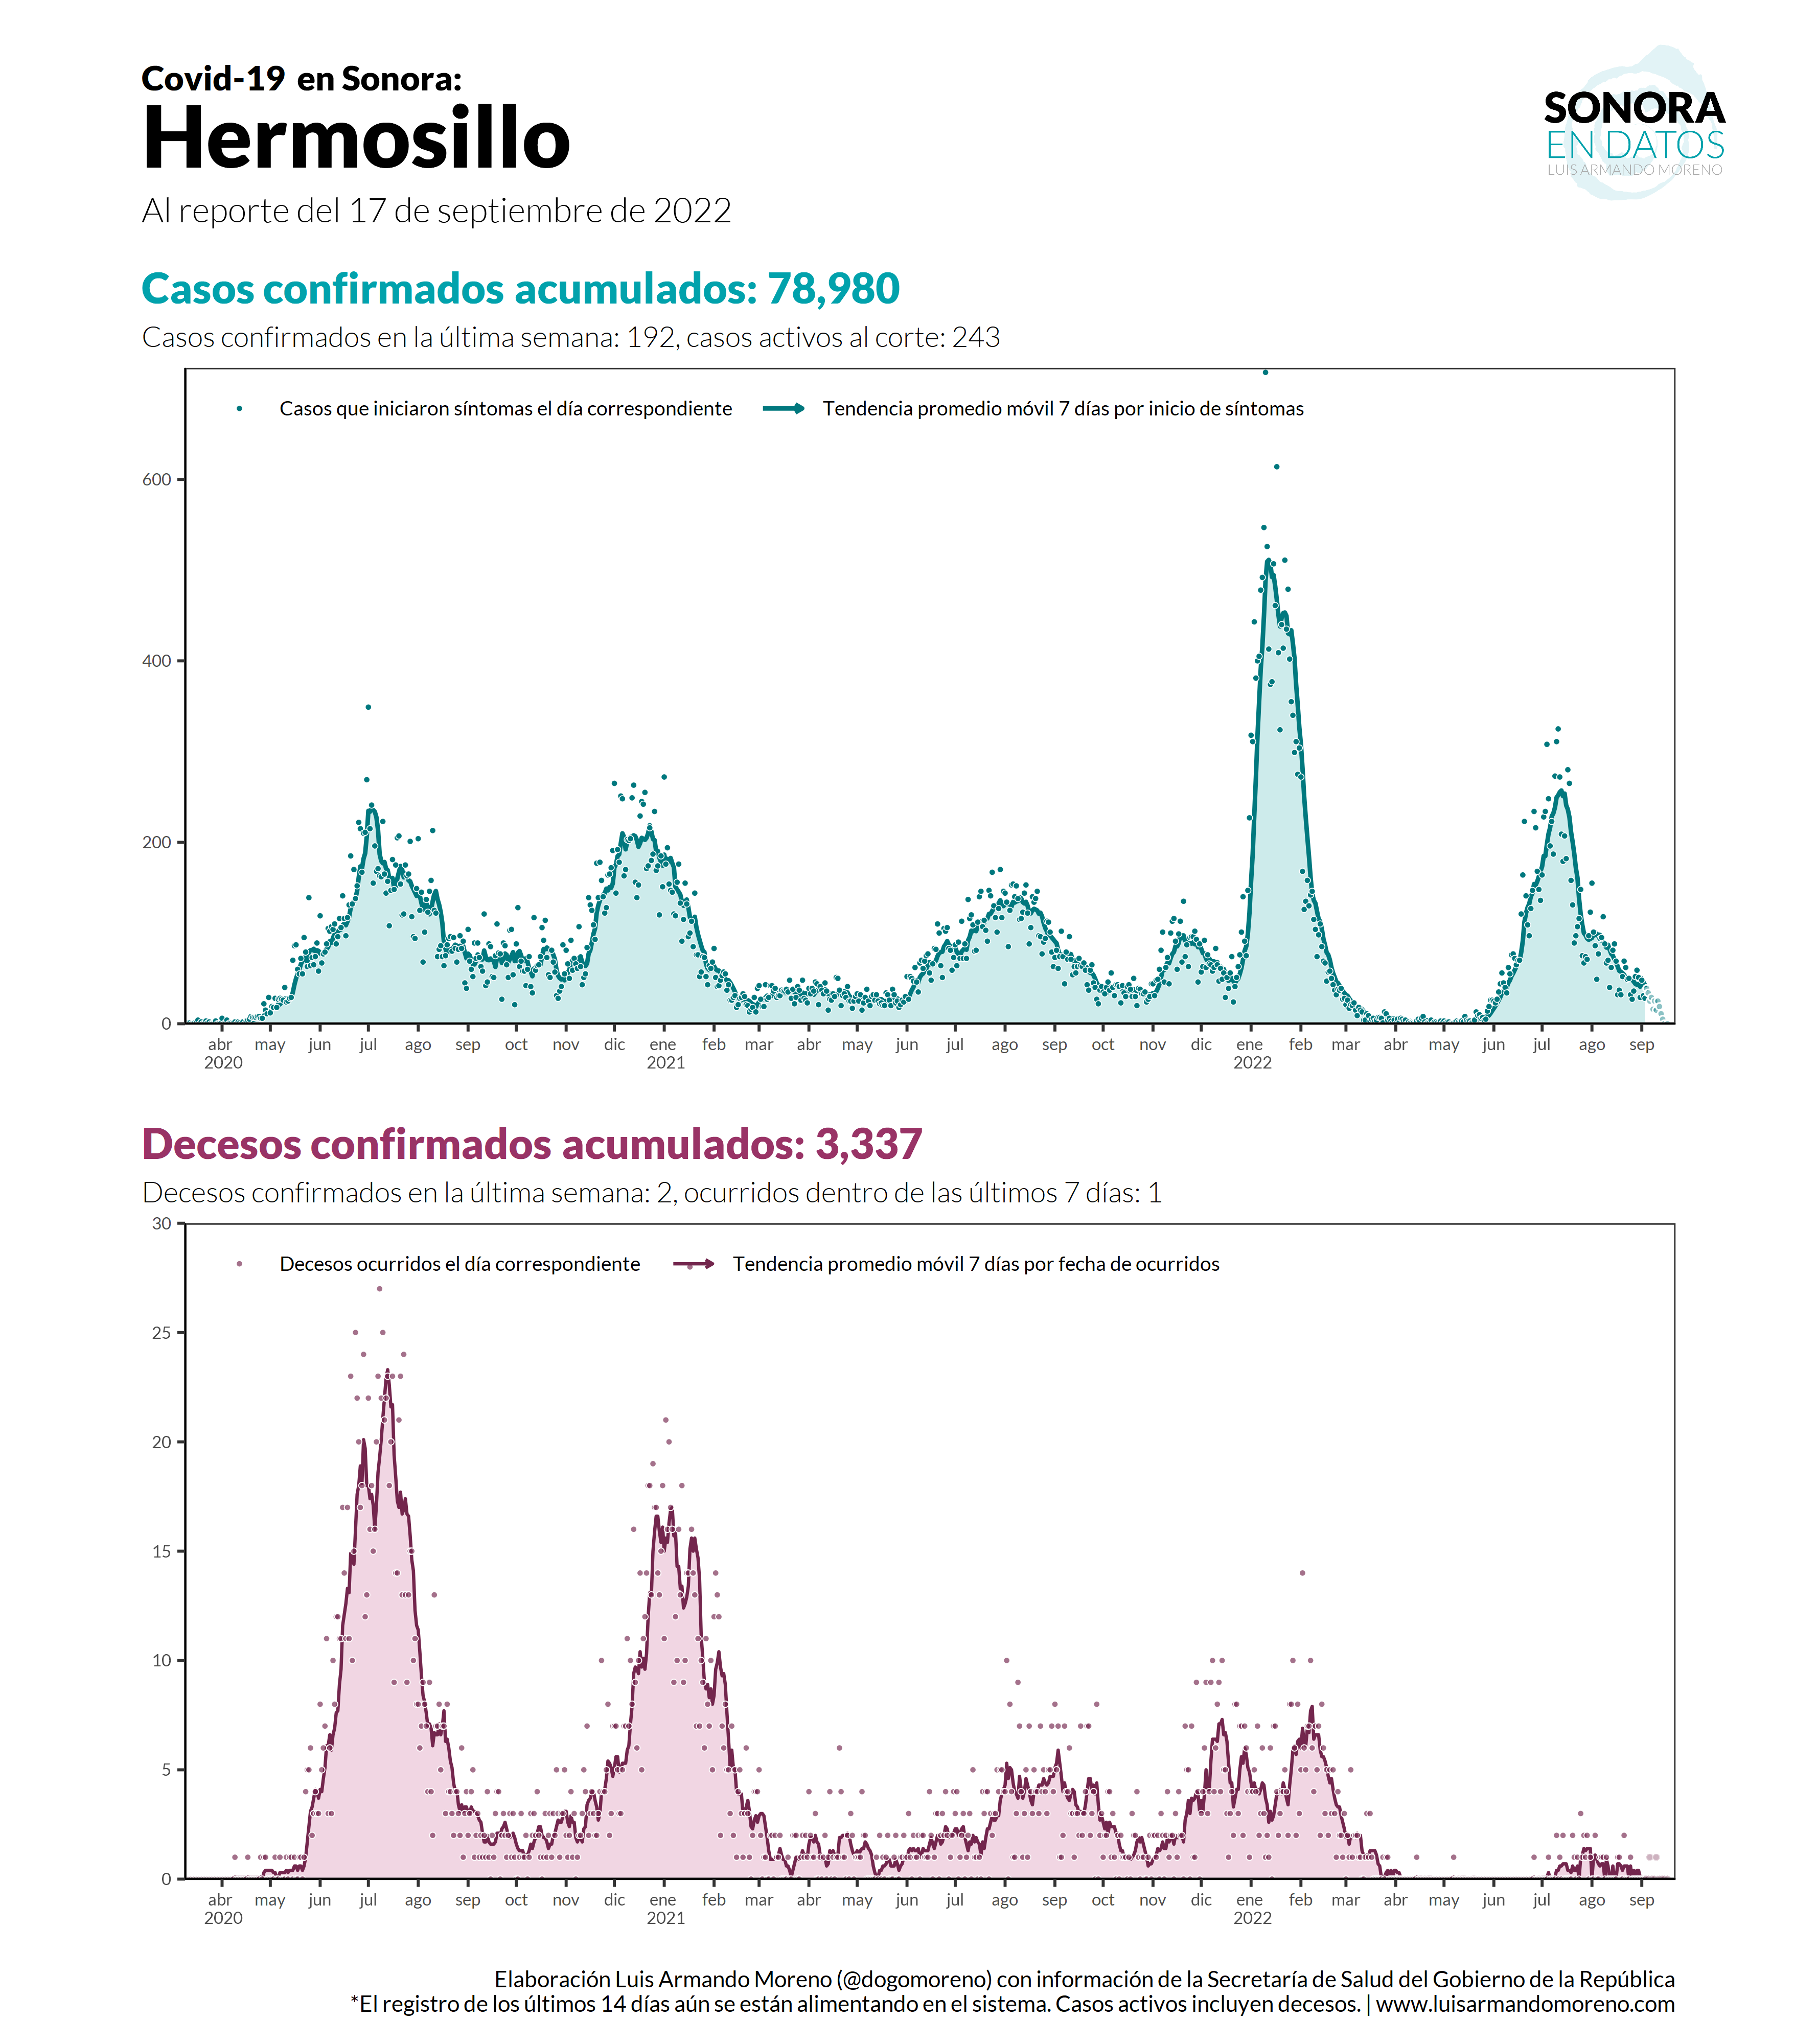 Covid-19 en Sonora:
Hermosillo
Al reporte del 17 de septiembre de 2022
SONORA
EN DATOS
LUIS ARMANDO MORENO
Casos confirmados acumulados: 78,980
Casos confirmados en la última semana: 192, casos activos al corte: 243
Casos que iniciaron síntomas el día correspondiente Tendencia promedio móvil 7 días por inicio de síntomas
600
400
200
0
abr may jun jul ago sep oct nov dic ene feb mar abr may jun jul ago sep oct nov dic ene feb mar abr may jun jul ago sep
2020 2021 2022
Decesos confirmados acumulados: 3,337
Decesos confirmados en la última semana: 2, ocurridos dentro de las últimos 7 días: 1
30
Decesos ocurridos el día correspondiente Tendencia promedio móvil 7 días por fecha de ocurridos
25
20
15
10
5
0
abr may jun jul ago sep oct nov dic ene feb mar abr may jun jul ago sep oct nov dic ene feb mar abr may jun jul ago sep
2020 2021 2022
Elaboración Luis Armando Moreno (@dogomoreno) con información de la Secretaría de Salud del Gobierno de la República
*El registro de los últimos 14 días aún se están alimentando en el sistema. Casos activos incluyen decesos. | www.luisarmandomoreno.com